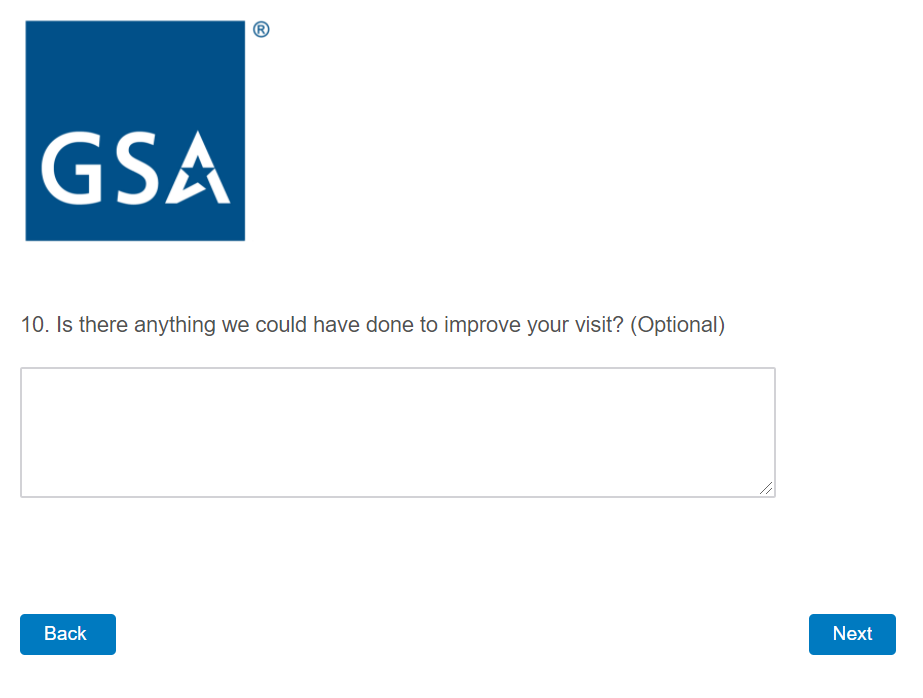 ®
GSA
10. Is there anything we could have done to improve your visit? (Optional)
Back
Next